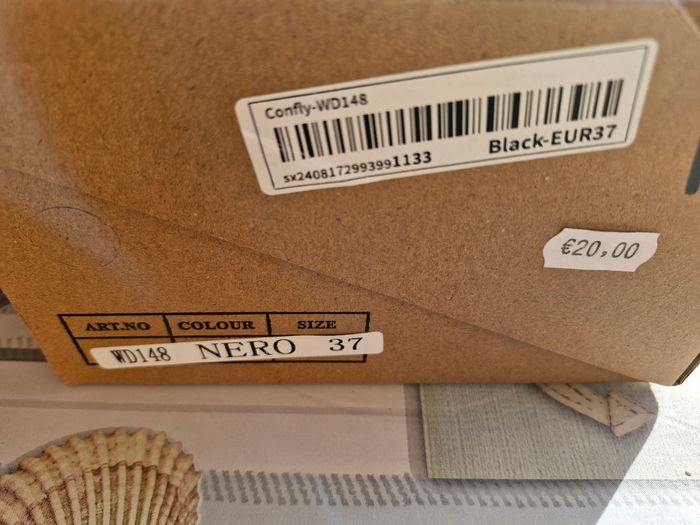 Confly-WD148
Black-EUR37
sx2408172993991133
€20,00
ART.NO COLOUR SIZE
WD148 NERO 37